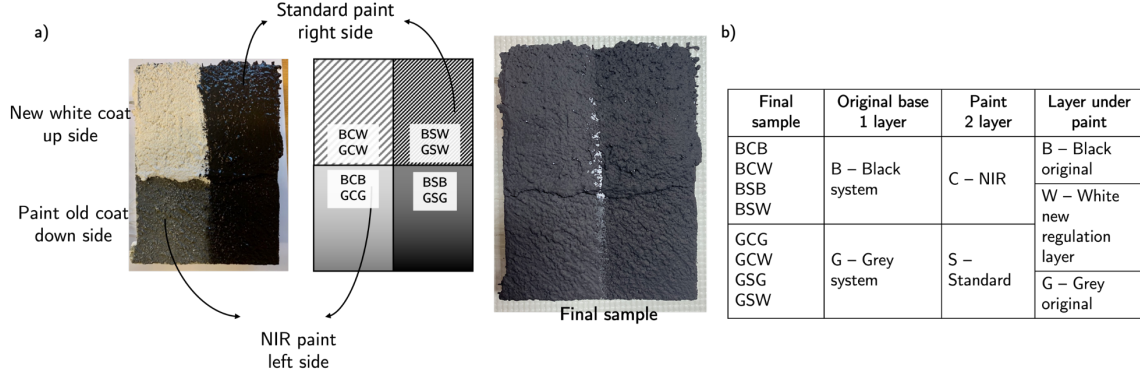 a)
Standard paint
right side
New white coat
up side
Paint old coat
down side
BCW
GCW
BSW
GSW
BCB
GCG
BSB
GSG
NIR paint
left side
Final sample
b)
Final
sample
Original base
1 layer
Paint
2 layer
Layer under
paint
BCB
BCW
BSB
BSW
B – Black
system
C – NIR
B – Black
original
W – White
new
regulation
layer
GCG
GCW
GSG
GSW
G – Grey
system
S –
Standard
G – Grey
original